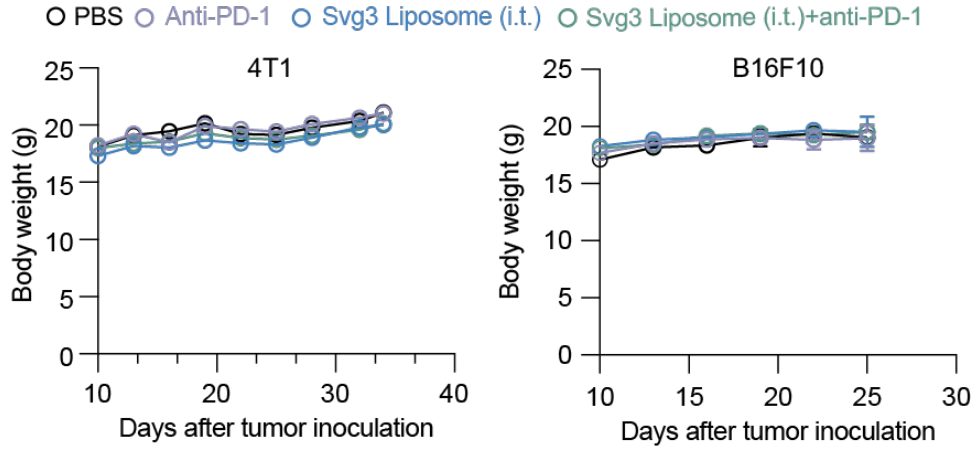 PBS Anti-PD-1 Svg3 Liposome (i.t.) Svg3 Liposome (i.t.)+anti-PD-1
4T1
Body weight (g)
25
20
15
10
5
0
10 20 30 40
Days after tumor inoculation
B16F10
Body weight (g)
25
20
15
10
5
0
10 15 20 25 30
Days after tumor inoculation